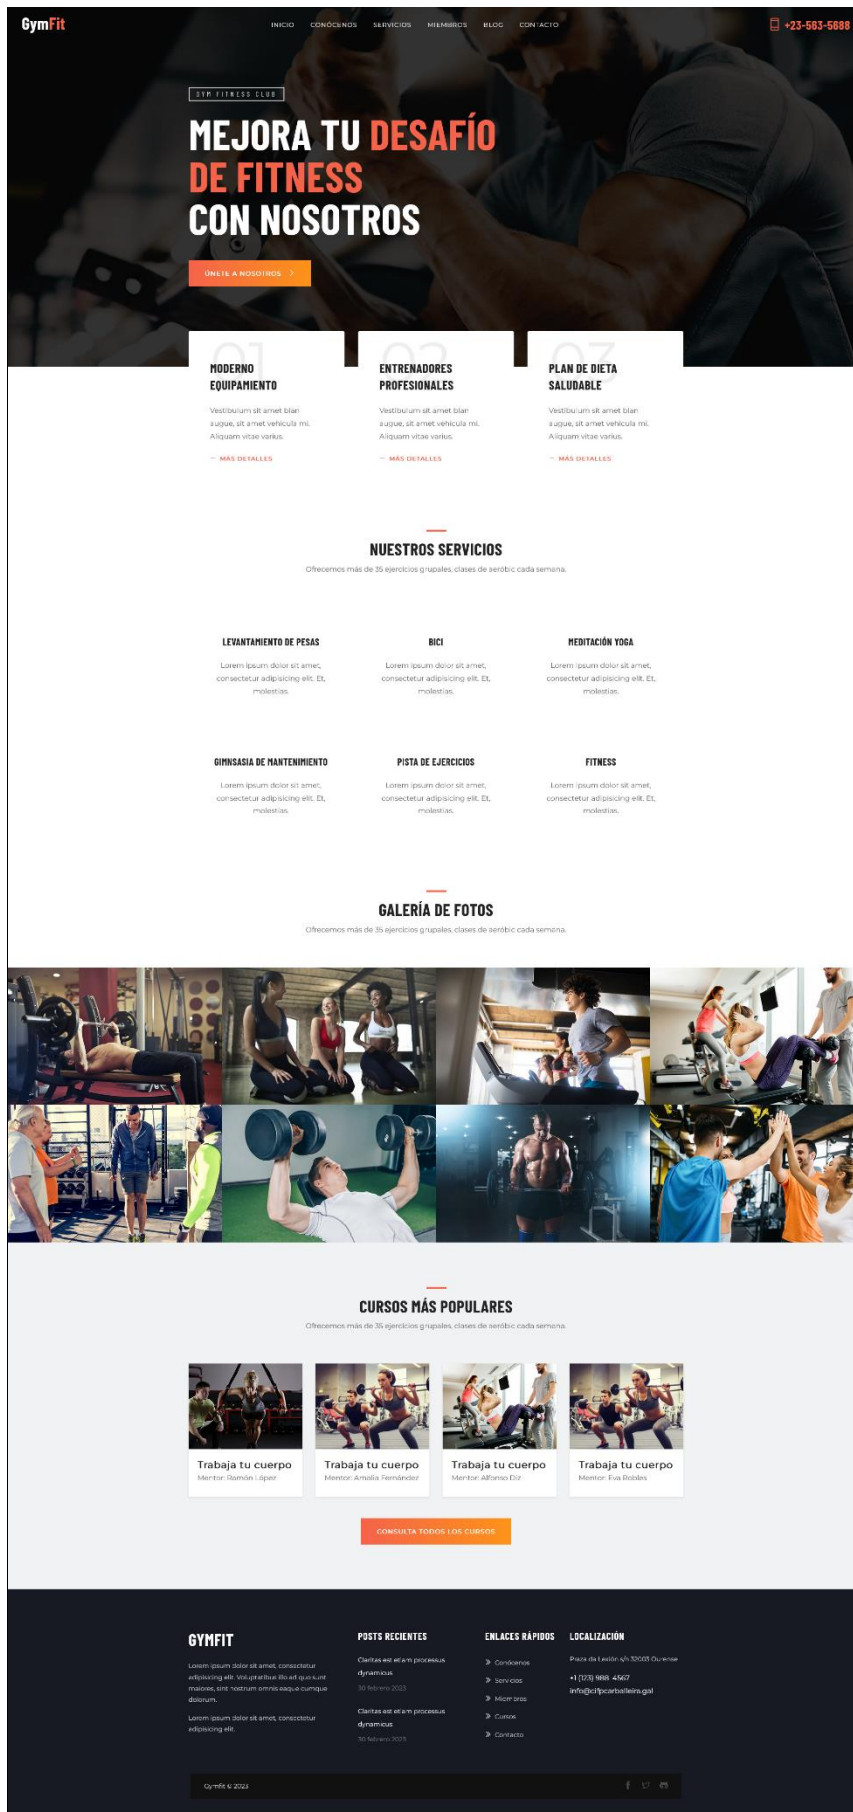 GymFit
INICIO CONÓCENOS SERVICIOS MIEMBROS BLOG CONTACTO
+23-563-5688
GYM FITNESS CLUB
MEJORA TU DESAFÍO
DE FITNESS
CON NOSOTROS
ÚNETE A NOSOTROS
01
MODERNO
EQUIPAMIENTO
Vestibulum sit amet blan
augue, sit amet vehicula mi.
Aliquam vitae varius.
MÁS DETALLES
02
ENTRENADORES
PROFESIONALES
Vestibulum sit amet blan
augue, sit amet vehicula mi.
Aliquam vitae varius.
MÁS DETALLES
03
PLAN DE DIETA
SALUDABLE
Vestibulum sit amet blan
augue, sit amet vehicula mi.
Aliquam vitae varius.
MÁS DETALLES
NUESTROS SERVICIOS
Ofrecemos más de 35 ejercicios grupales, clases de aeróbic cada semana.
LEVANTAMIENTO DE PESAS
Lorem ipsum dolor sit amet,
consectetur adipisicing elit. Et,
molestias.
BICI
Lorem ipsum dolor sit amet,
consectetur adipisicing elit. Et,
molestias.
MEDITACIÓN YOGA
Lorem ipsum dolor sit amet,
consectetur adipisicing elit. Et,
molestias.
GIMNSASIA DE MANTENIMIENTO
Lorem ipsum dolor sit amet,
consectetur adipisicing elit. Et,
molestias.
PISTA DE EJERCICIOS
Lorem ipsum dolor sit amet,
consectetur adipisicing elit. Et,
molestias.
FITNESS
Lorem ipsum dolor sit amet,
consectetur adipisicing elit. Et,
molestias.
GALERÍA DE FOTOS
Ofrecemos más de 35 ejercicios grupales, clases de aeróbic cada semana.
CURSOS MÁS POPULARES
Ofrecemos más de 35 ejercicios grupales, clases de aeróbic cada semana.
Trabaja tu cuerpo
Mentor: Ramón López
Trabaja tu cuerpo
Mentor: Amalia Fernández
Trabaja tu cuerpo
Mentor: Alfonso Diz
Trabaja tu cuerpo
Mentor: Eva Robles
CONSULTA TODOS LOS CURSOS
GYMFIT
Lorem ipsum dolor sit amet, consectetur
adipisicing elit. Voluptatibus illo ad quo sunt
maiores, sint nostrum omnis eaque cumque
dolorum.
Lorem ipsum dolor sit amet, consectetur
adipisicing elit.
POSTS RECIENTES
Claritas est etiam processus
dynamicus
30 febrero 2023
Claritas est etiam processus
dynamicus
30 febrero 2023
ENLACES RÁPIDOS
Conócenos
Servicios
Miembros
Cursos
Contacto
LOCALIZACIÓN
Praza da Lexión s/n 32003 Ourense
+1 (123) 988-4567
info@cifpcarballeira.gal
Gymfit © 2023